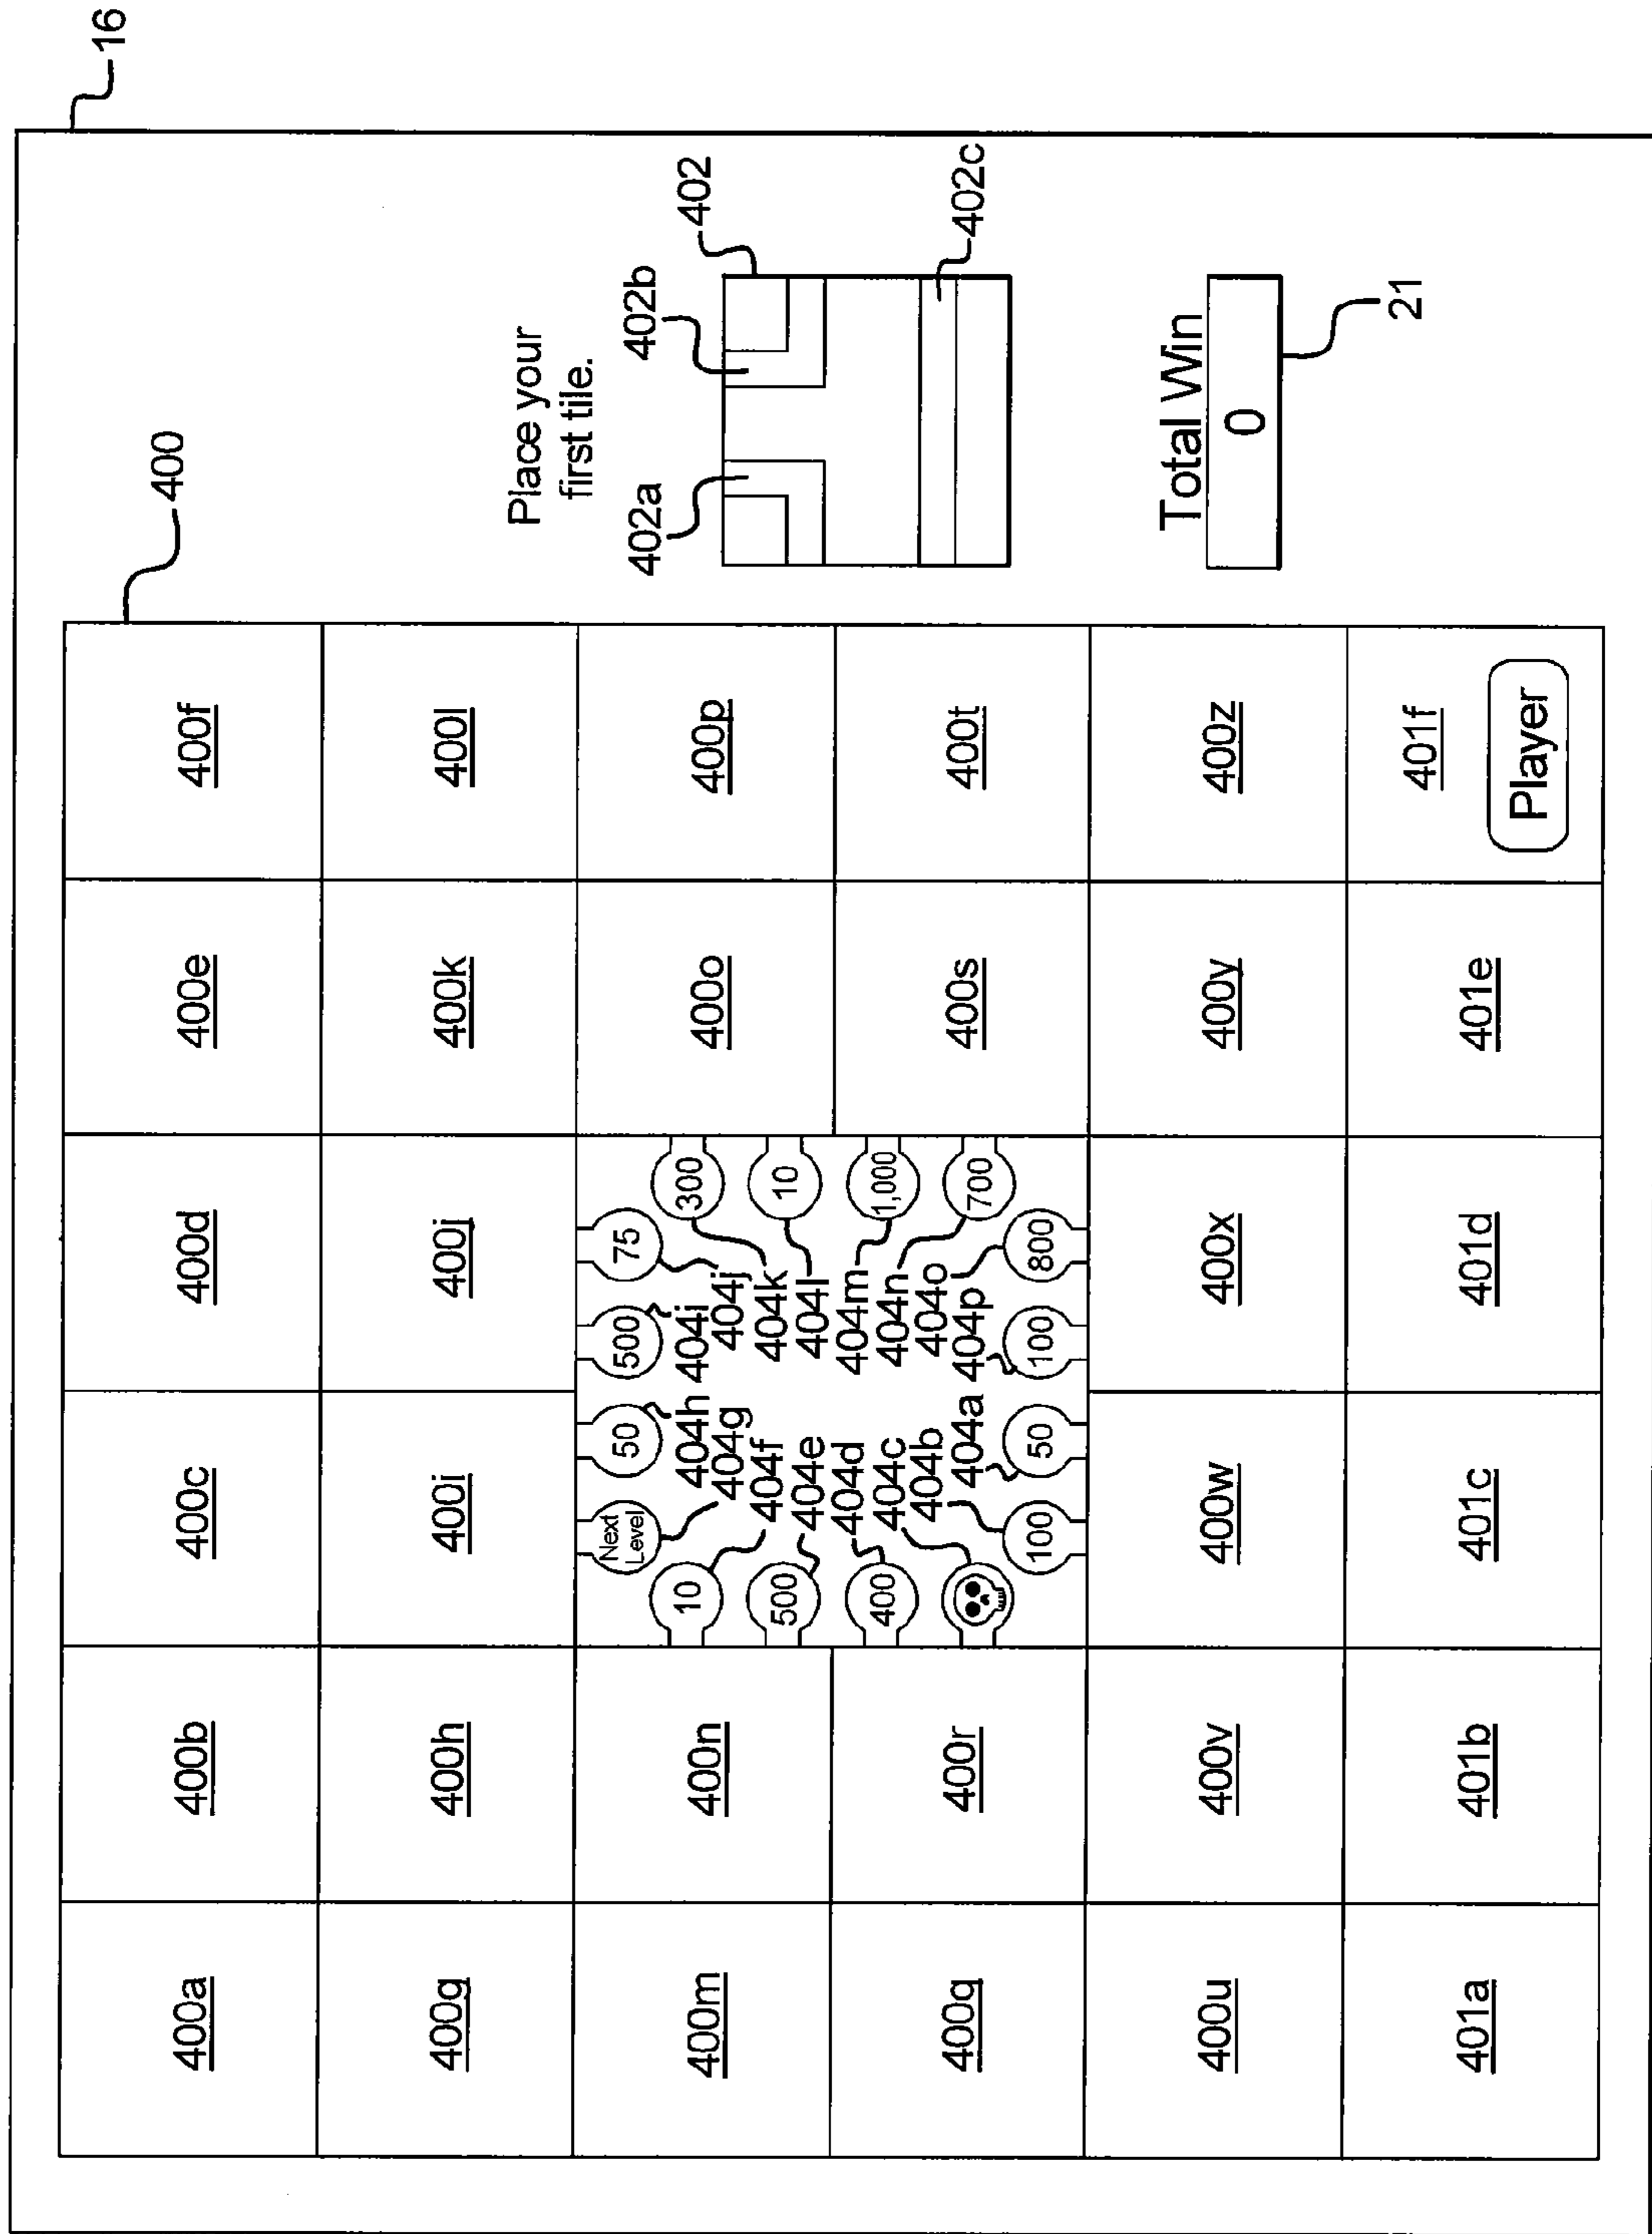 16
400
400a 400b 400c 400d 400e 400f
400g 400h 400i 400j 400k 400l
400m 400n 400o 400p
400q 400r 400s 400t
400u 400v 400w 400x 400y 400z
401a 401b 401c 401d 401e 401f
Player
Next
Level
50
500
75
10
500
400
300
10
1,000
700
100
50
100
800
404g 404h 404i 404j
404f 404k
404e 404l
404d 404m
404c 404n
404b 404o
404a 404p
Place your
first tile.
402a 402b 402
402c
Total Win
0
21